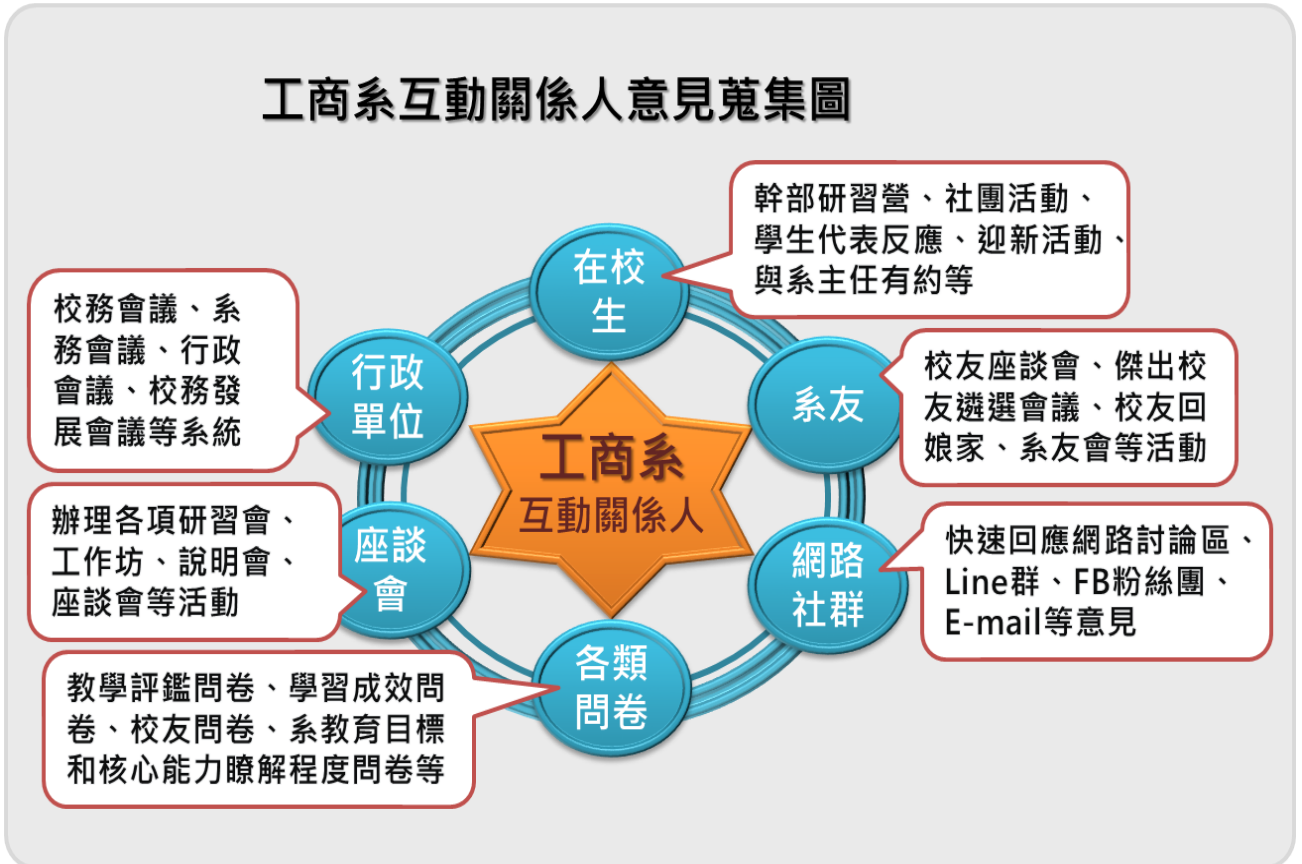 工商系互動關係人意見蒐集圖
在校
生
幹部研習營、社團活動、
學生代表反應、迎新活動、
與系主任有約等
系友
校友座談會、傑出校
友遴選會議、校友回
娘家、系友會等活動
網路
社群
快速回應網路討論區、
Line群、FB粉絲團、
E-mail等意見
各類
問卷
教學評鑑問卷、學習成效問
卷、校友問卷、系教育目標
和核心能力瞭解程度問卷等
座談
會
辦理各項研習會、
工作坊、說明會、
座談會等活動
行政
單位
校務會議、系
務會議、行政
會議、校務發
展會議等系統
工商系
互動關係人